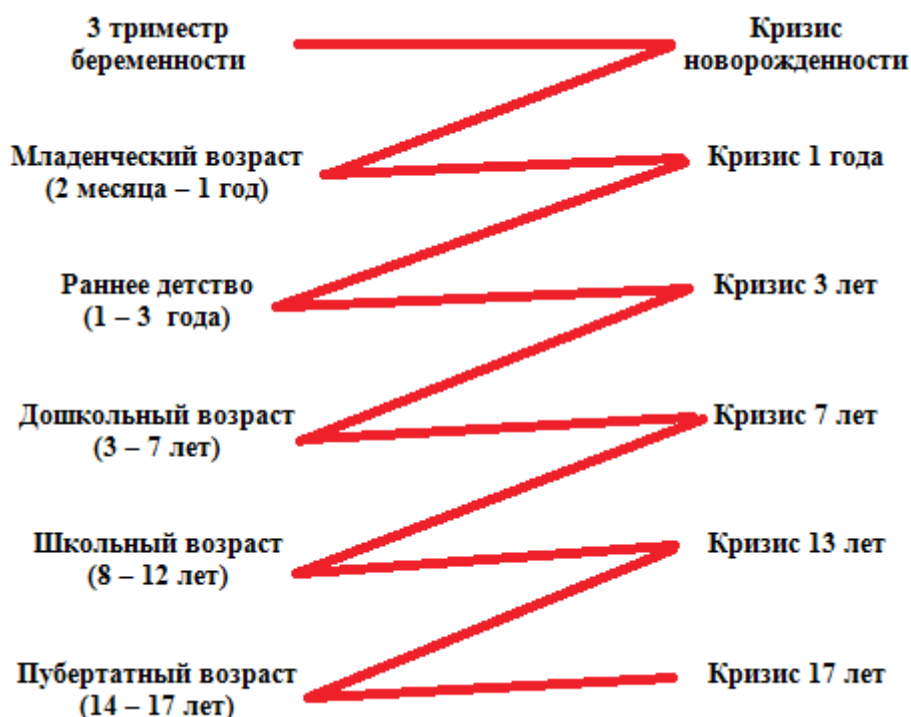 3 триместр
беременности
Кризис
новорожденности
Младенческий возраст
(2 месяца – 1 год)
Кризис 1 года
Раннее детство
(1 – 3 года)
Кризис 3 лет
Дошкольный возраст
(3 – 7 лет)
Кризис 7 лет
Школьный возраст
(8 – 12 лет)
Кризис 13 лет
Пубертатный возраст
(14 – 17 лет)
Кризис 17 лет